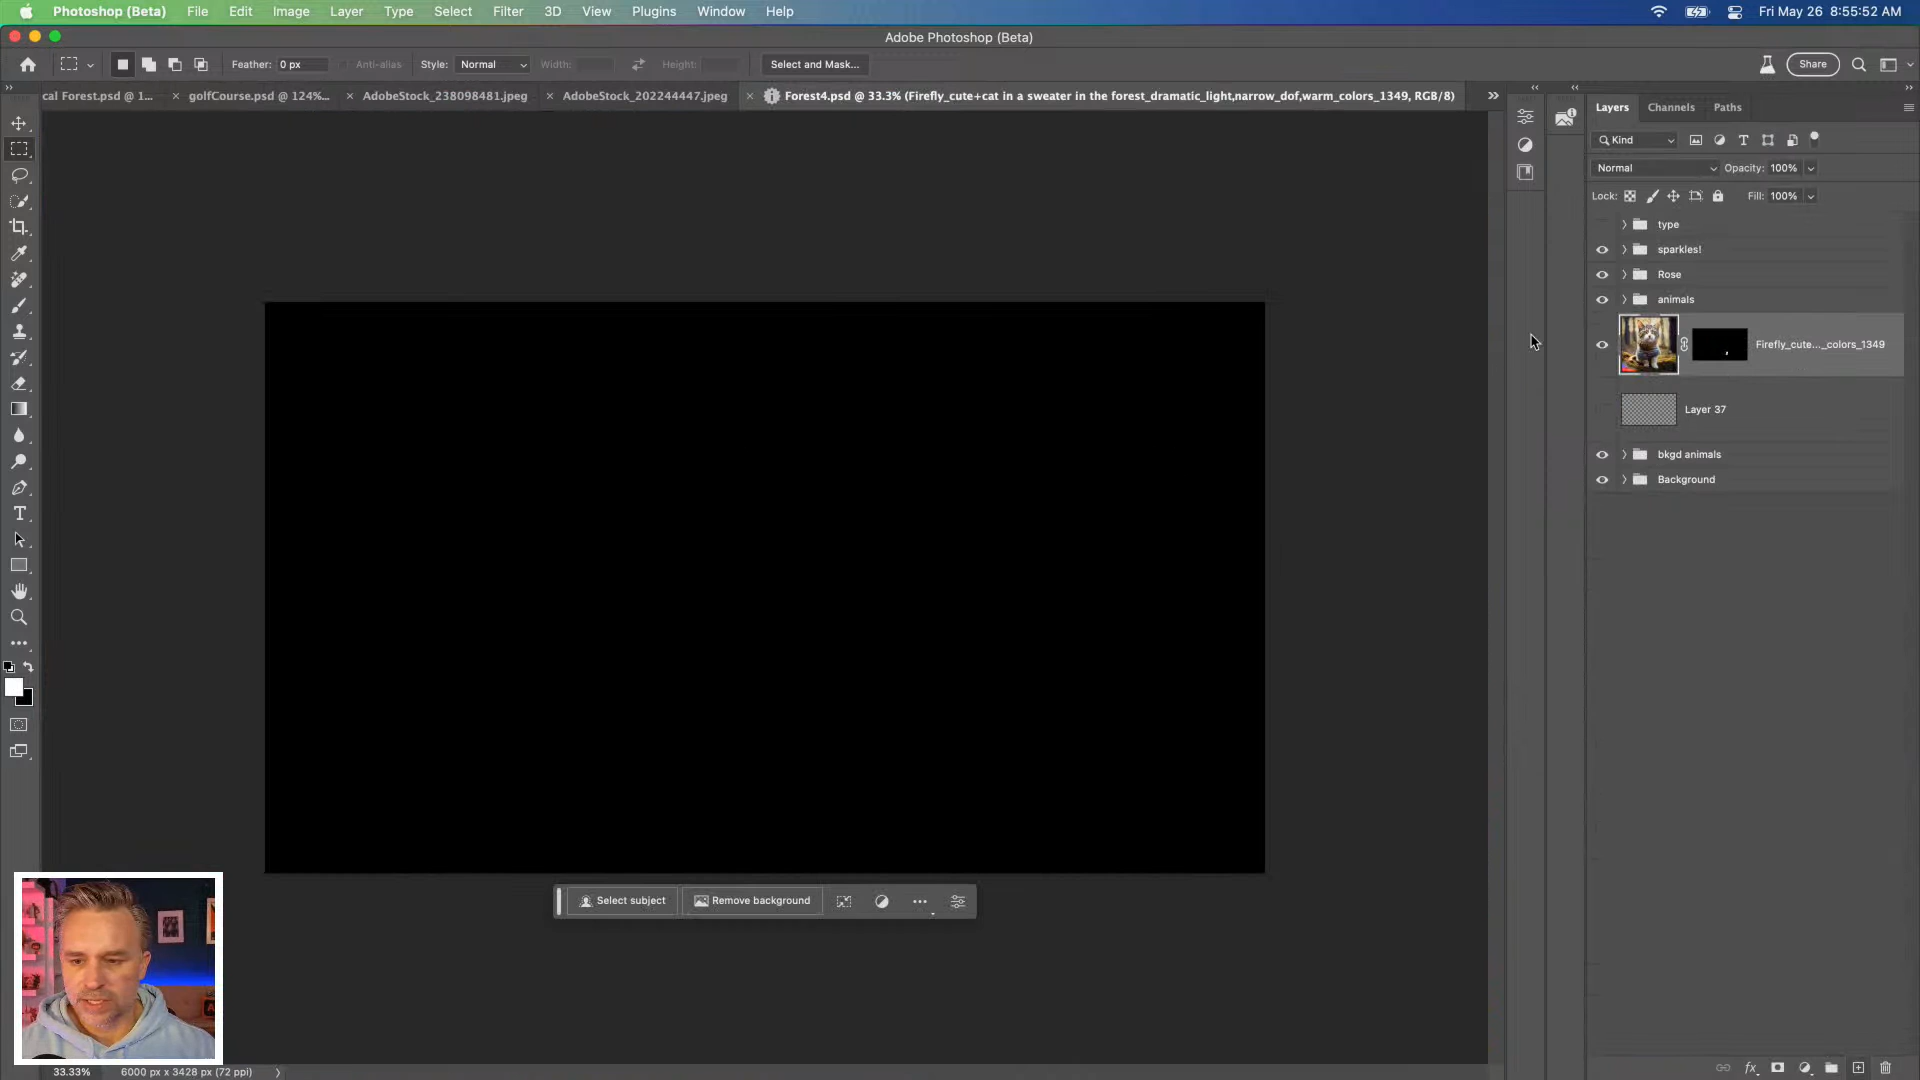 Photoshop (Beta) File Edit Image Layer Type Select Filter 3D View Plugins Window Help Fri May 26 8:55:52 AM
Adobe Photoshop (Beta)
Feather: 0 px Anti-alias Style: Normal Width: Height: Select and Mask... Share
cal Forest.psd @ 1... × golfCourse.psd @ 124%... × AdobeStock_238098481.jpeg × AdobeStock_202244447.jpeg × Forest4.psd @ 33.3% (Firefly_cute+cat in a sweater in the forest_dramatic_light,narrow_dof,warm_colors_1349, RGB/8)
Layers Channels Paths
Kind
Normal Opacity: 100%
Lock: Fill: 100%
type
sparkles!
Rose
animals
Firefly_cute..._colors_1349
Layer 37
bkgd animals
Background
Select subject Remove background
33.33% 6000 px x 3428 px (72 ppi)